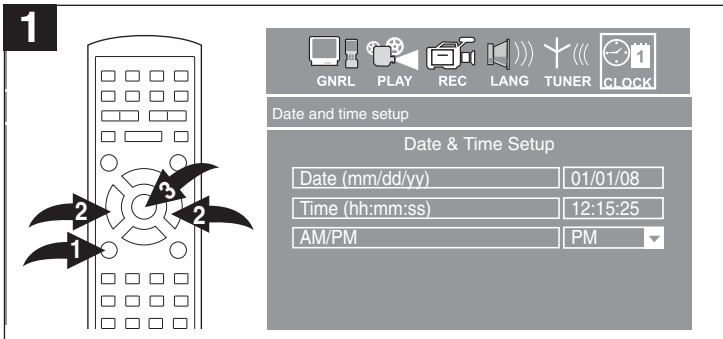 1
3
2
2
1
GNRL PLAY REC LANG TUNER CLOCK
1
Date and time setup
Date & Time Setup
Date (mm/dd/yy) 01/01/08
Time (hh:mm:ss) 12:15:25
AM/PM PM